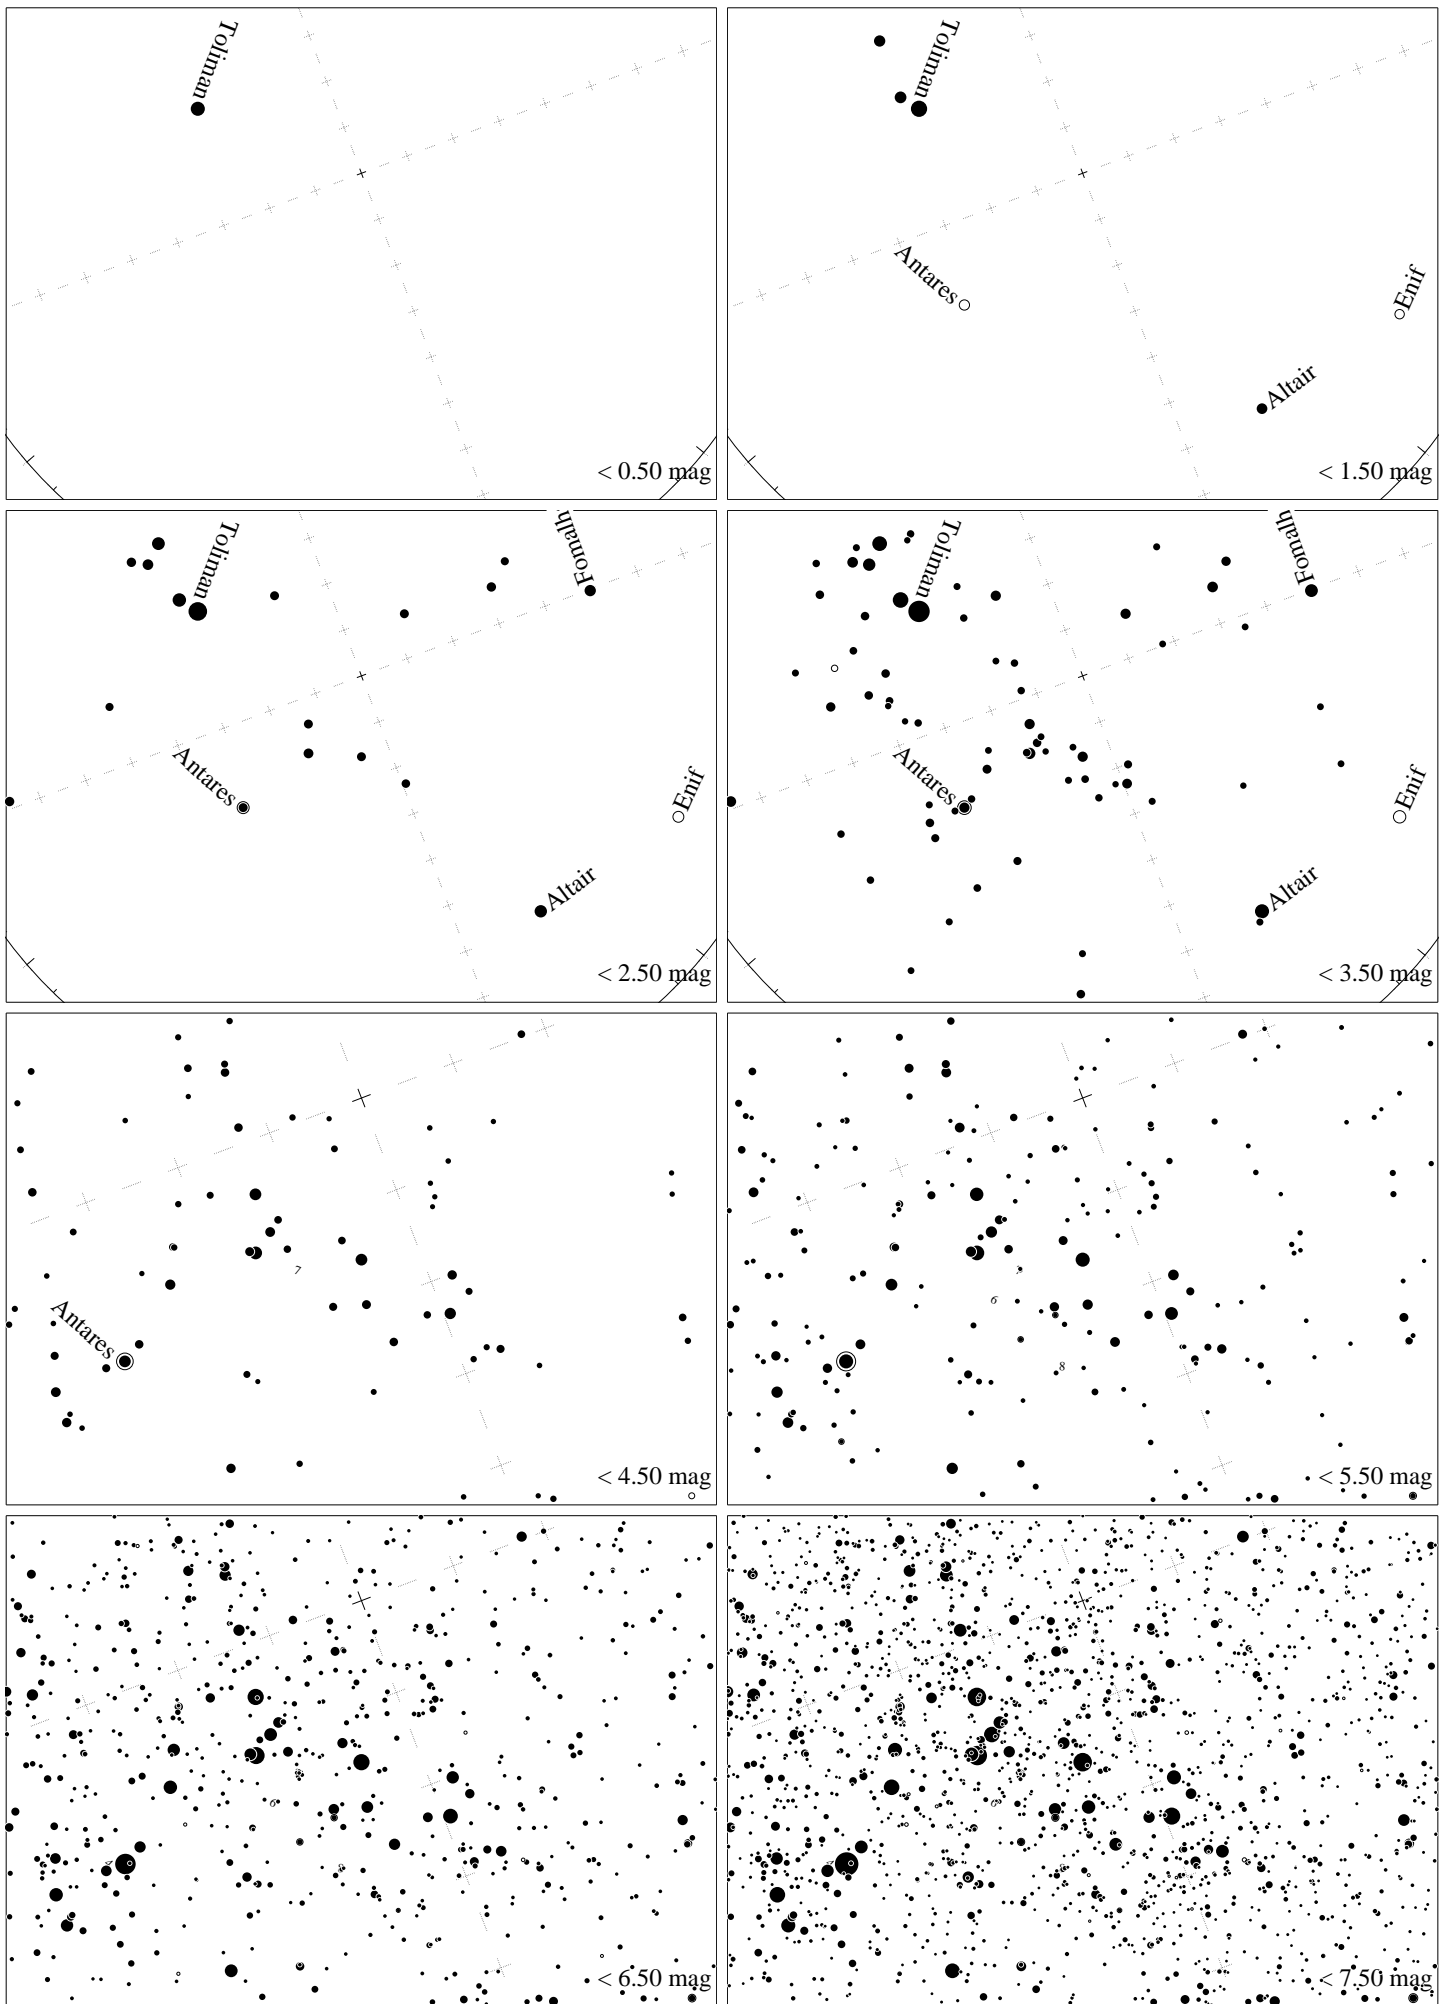 Toliman
< 0.50 mag
Toliman
Antares
Enif
Altair
< 1.50 mag
Toliman
Fomalh
Antares
Enif
Altair
< 2.50 mag
Toliman
Fomalh
Antares
Enif
Altair
< 3.50 mag
7
Antares
< 4.50 mag
6
8
< 5.50 mag
< 6.50 mag
< 7.50 mag